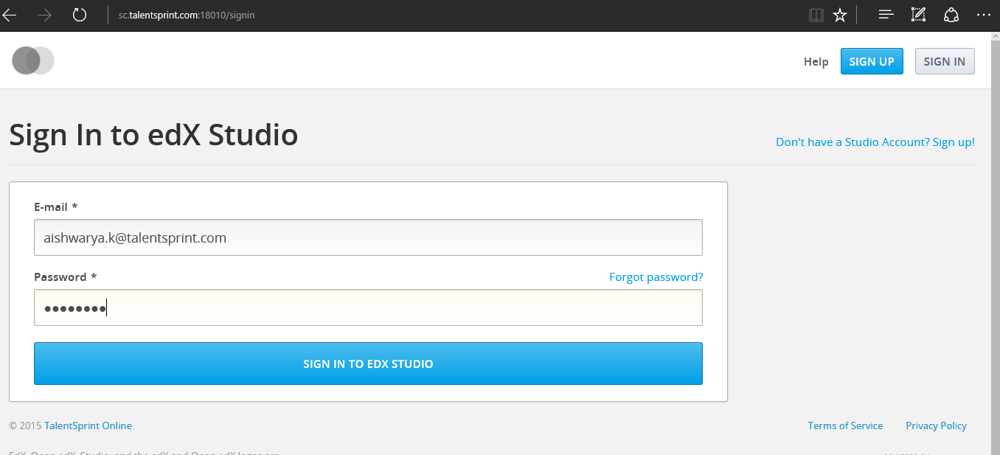 sc.talentsprint.com:18010/signin
Help SIGN UP SIGN IN
Sign In to edX Studio
Don't have a Studio Account? Sign up!
E-mail *
aishwarya.k@talentsprint.com
Password * Forgot password?
●●●●●●●●
SIGN IN TO EDX STUDIO
© 2015 TalentSprint Online. Terms of Service Privacy Policy
EdX, Open edX, Studio, and the edX and Open edX logos are